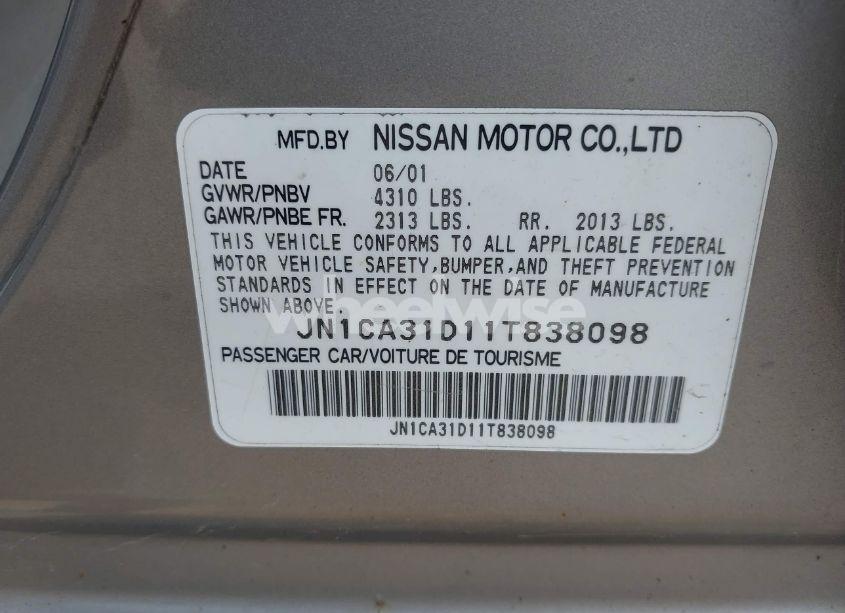 MFD.BY NISSAN MOTOR CO.,LTD
DATE 06/01
GVWR/PNBV 4310 LBS.
GAWR/PNBE FR. 2313 LBS. RR. 2013 LBS.
THIS VEHICLE CONFORMS TO ALL APPLICABLE FEDERAL
MOTOR VEHICLE SAFETY,BUMPER,AND THEFT PREVENTION
STANDARDS IN EFFECT ON THE DATE OF MANUFACTURE
SHOWN ABOVE.
wheelwise
JN1CA31D11T838098
PASSENGER CAR/VOITURE DE TOURISME
JN1CA31D11T838098